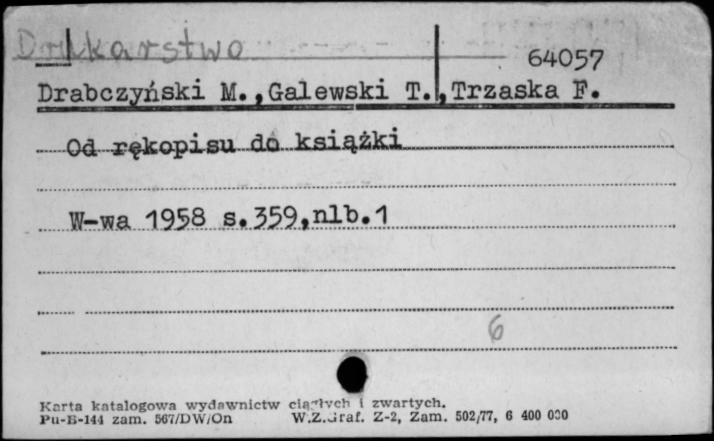 Drukarstwo
64057
Drabczyński M.,Galewski T.,Trzaska F.
Od rękopisu do książki
W-wa 1958 s.359,nlb.1
6
Karta katalogowa wydawnictw ciągłych i zwartych.
Pu-B-144 zam. 567/DW/On W.Z.Graf. Z-2, Zam. 502/77, 6 400 000